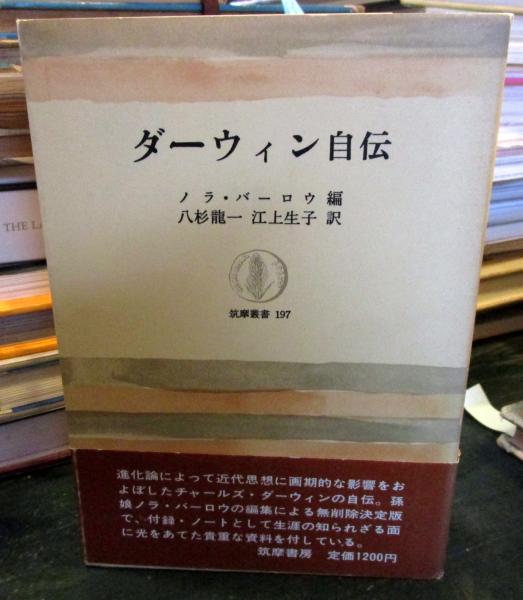 ダーウィン自伝
ノラ・バーロウ 編
八杉龍一 江上生子 訳
筑摩叢書 197
進化論によって近代思想に画期的な影響をお
よぼしたチャールズ・ダーウィンの自伝。孫
娘ノラ・バーロウの編集による無削除決定版
で、付録・ノートとして生涯の知られざる面
に光をあてた貴重な資料を付している。
筑摩書房 定価1200円
THE LA